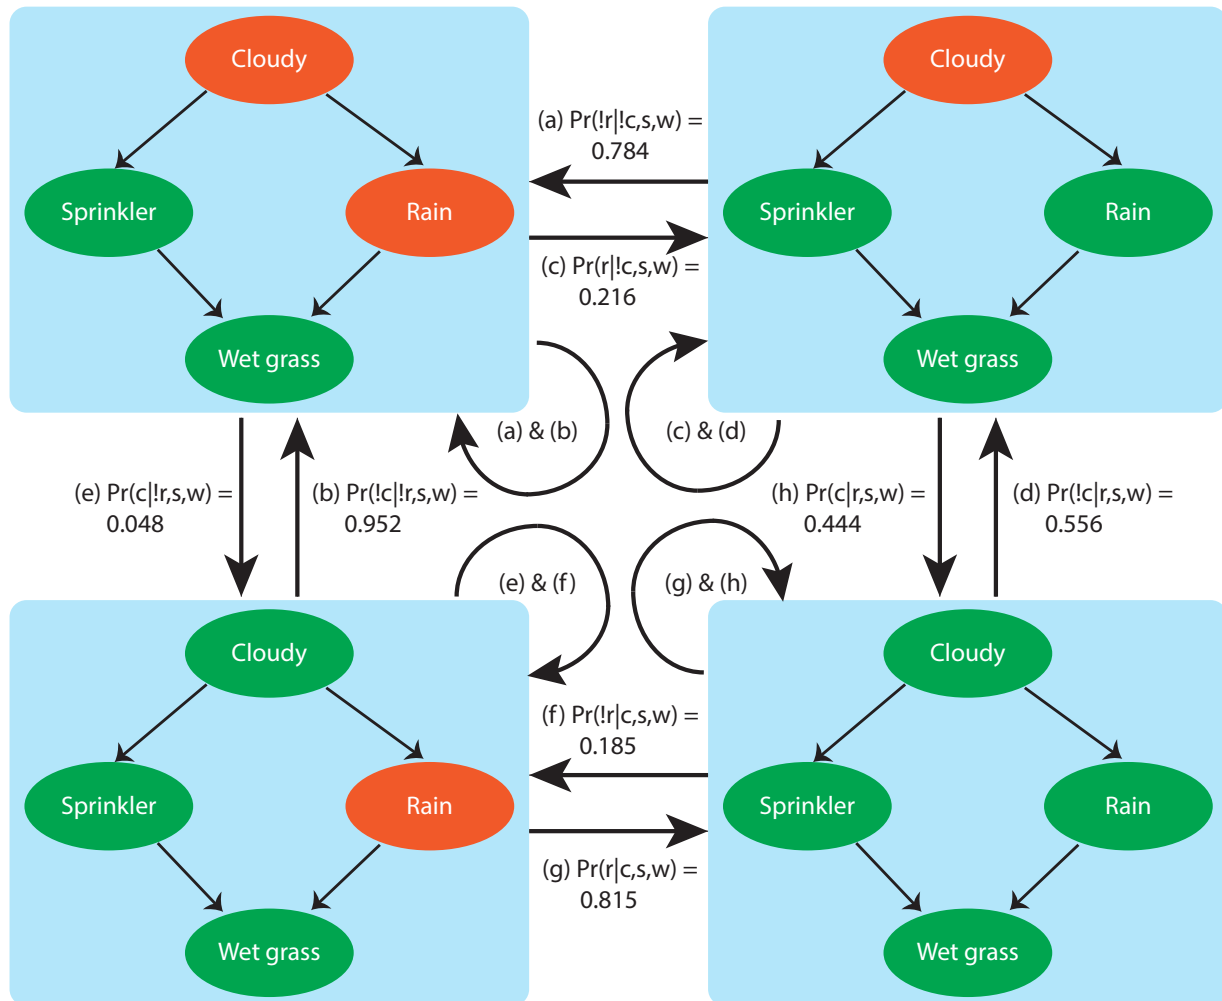 Cloudy
Sprinkler
Rain
Wet grass
(a) Pr(!r|!c,s,w) =
0.784
(c) Pr(r|!c,s,w) =
0.216
Cloudy
Sprinkler
Rain
Wet grass
(a) & (b)
(c) & (d)
(e) Pr(c|!r,s,w) =
0.048
(b) Pr(!c|!r,s,w) =
0.952
(h) Pr(c|r,s,w) =
0.444
(d) Pr(!c|r,s,w) =
0.556
(e) & (f)
(g) & (h)
Cloudy
Sprinkler
Rain
Wet grass
(f) Pr(!r|c,s,w) =
0.185
(g) Pr(r|c,s,w) =
0.815
Cloudy
Sprinkler
Rain
Wet grass